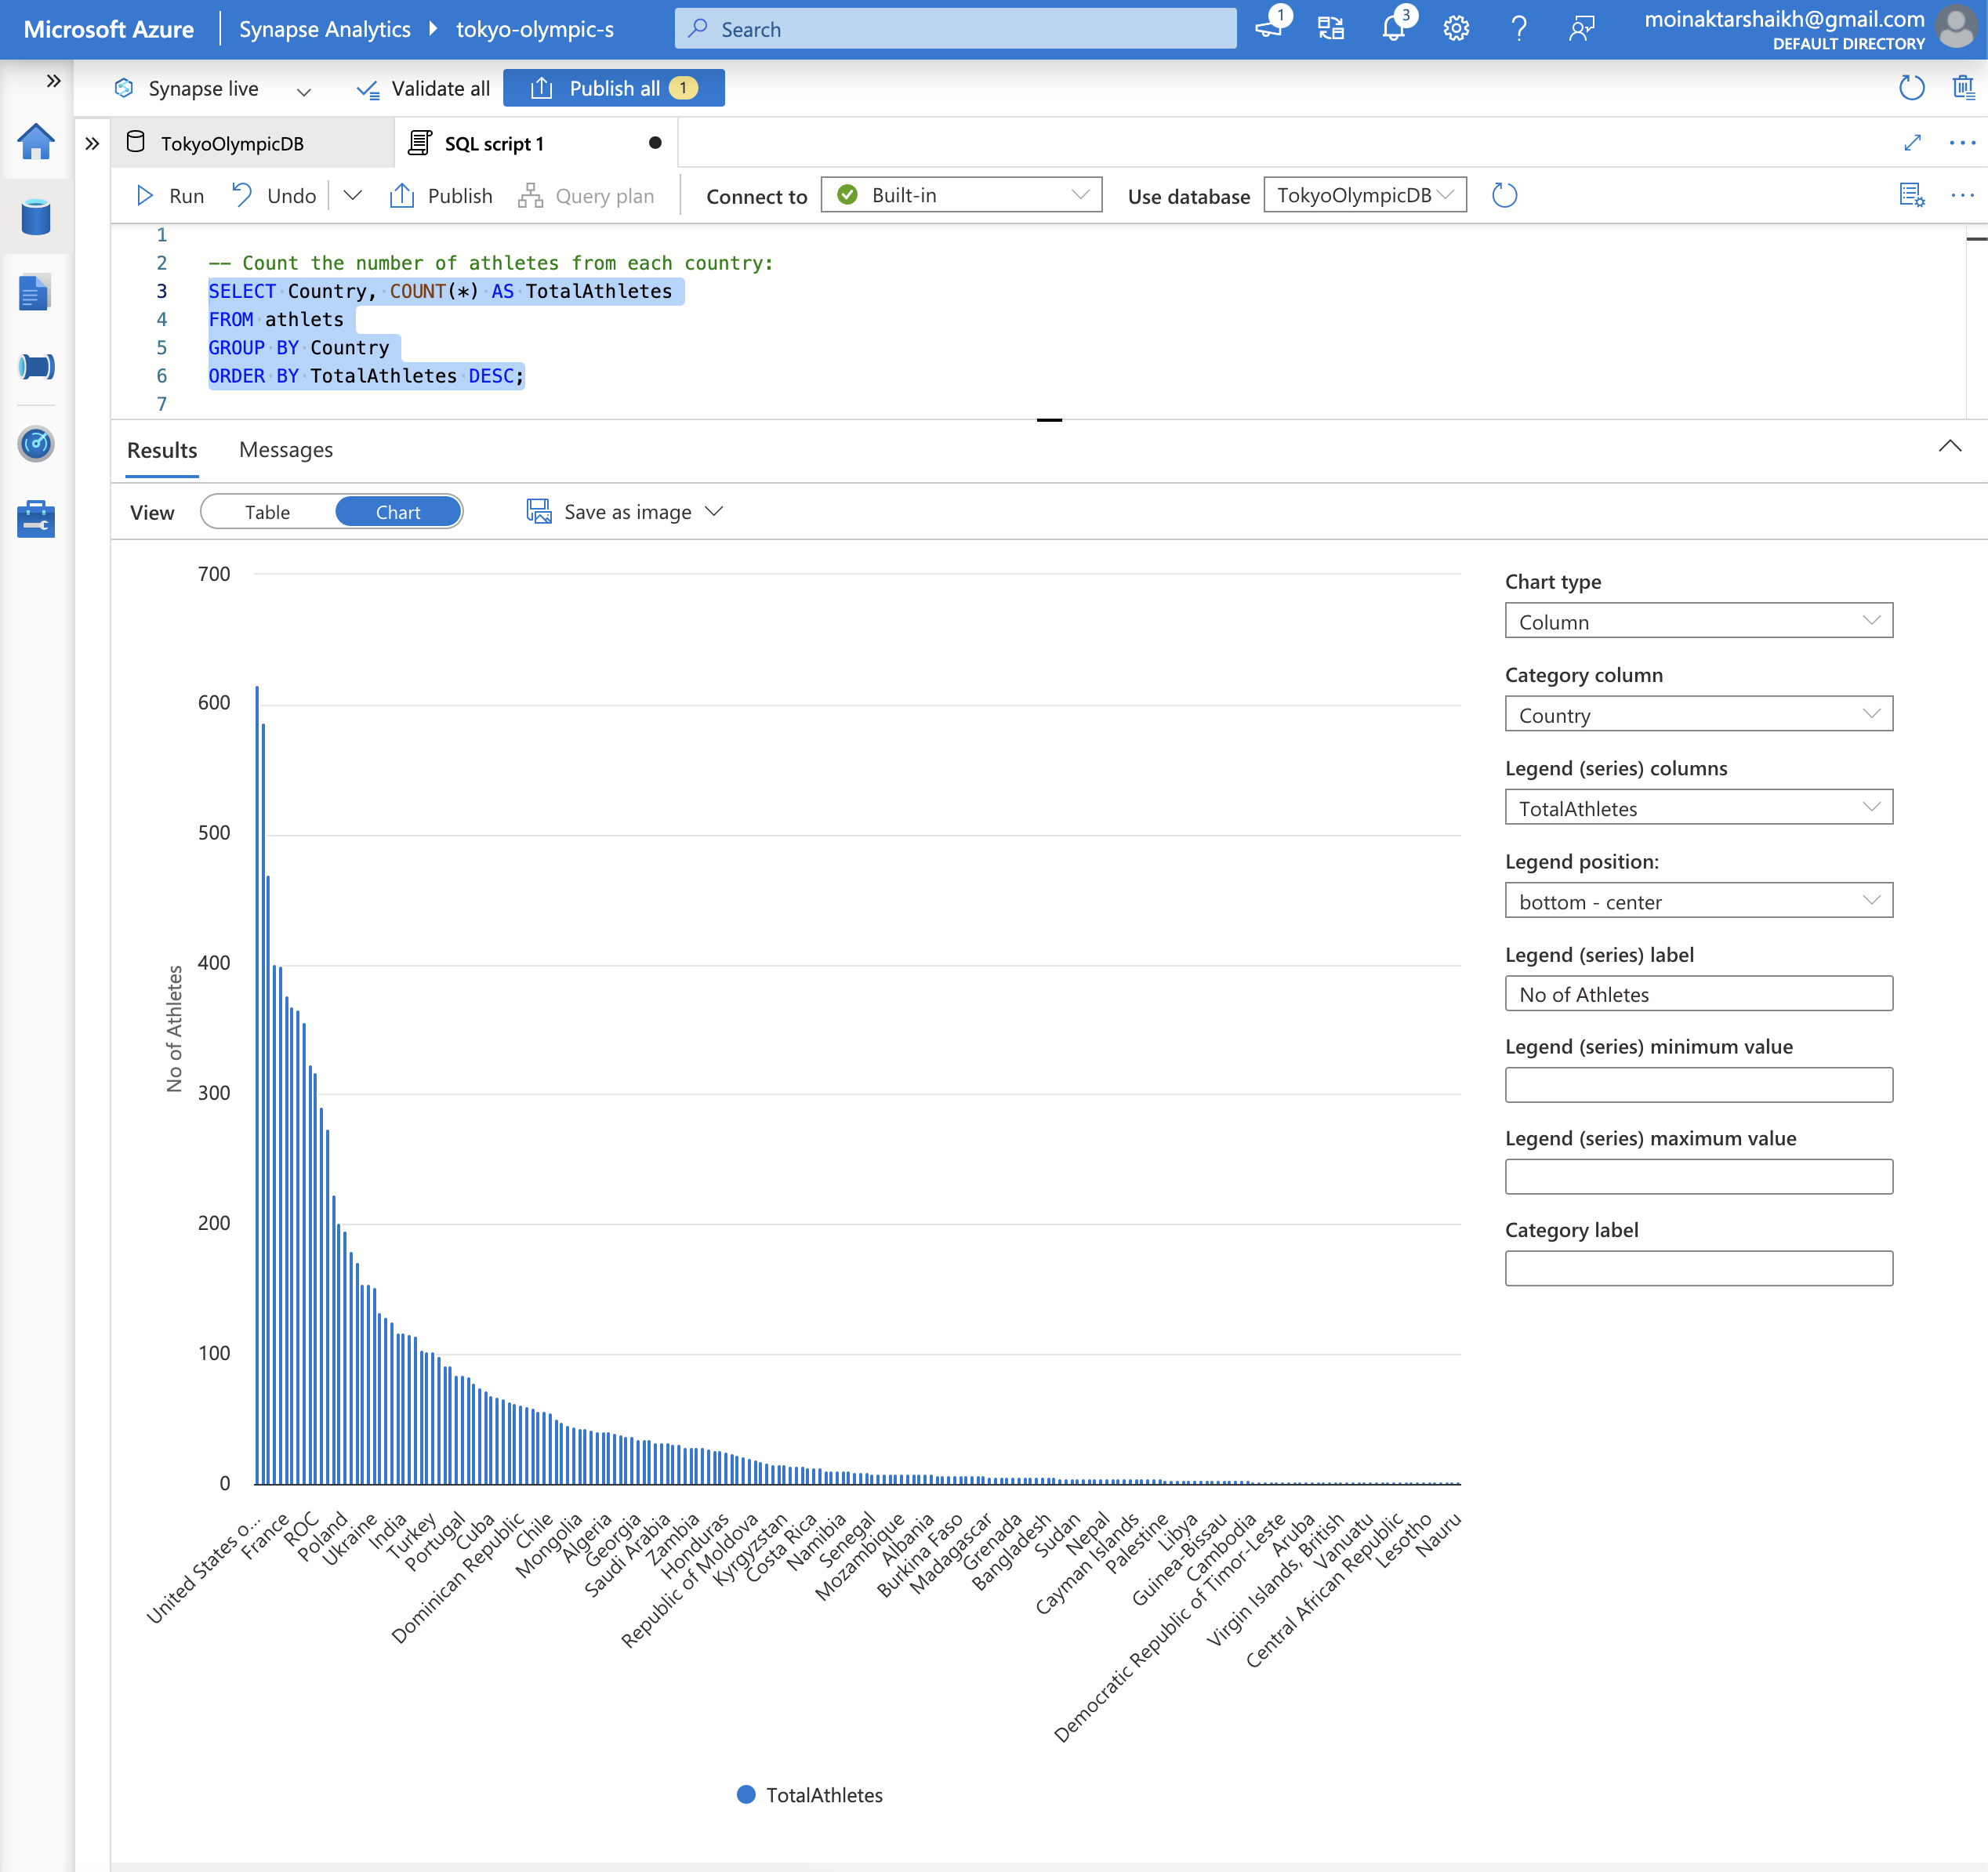 Microsoft Azure
Synapse Analytics
tokyo-olympic-s
Search
1
3
moinaktarshaikh@gmail.com
DEFAULT DIRECTORY
Synapse live
Validate all
Publish all 1
TokyoOlympicDB
SQL script 1
Run
Undo
Publish
Query plan
Connect to
Built-in
Use database
TokyoOlympicDB
1
2 -- Count the number of athletes from each country:
3 SELECT Country, COUNT(*) AS TotalAthletes
4 FROM athlets
5 GROUP BY Country
6 ORDER BY TotalAthletes DESC;
7
Results
Messages
View
Table
Chart
Save as image
700
600
500
400
300
200
100
0
No of Athletes
United States o...
France
ROC
Poland
Ukraine
India
Turkey
Portugal
Cuba
Dominican Republic
Chile
Mongolia
Algeria
Georgia
Saudi Arabia
Zambia
Honduras
Republic of Moldova
Kyrgyzstan
Costa Rica
Namibia
Senegal
Mozambique
Albania
Burkina Faso
Madagascar
Grenada
Bangladesh
Sudan
Nepal
Cayman Islands
Palestine
Libya
Guinea-Bissau
Cambodia
Democratic Republic of Timor-Leste
Aruba
Virgin Islands, British
Vanuatu
Central African Republic
Lesotho
Nauru
TotalAthletes
Chart type
Column
Category column
Country
Legend (series) columns
TotalAthletes
Legend position:
bottom - center
Legend (series) label
No of Athletes
Legend (series) minimum value
Legend (series) maximum value
Category label